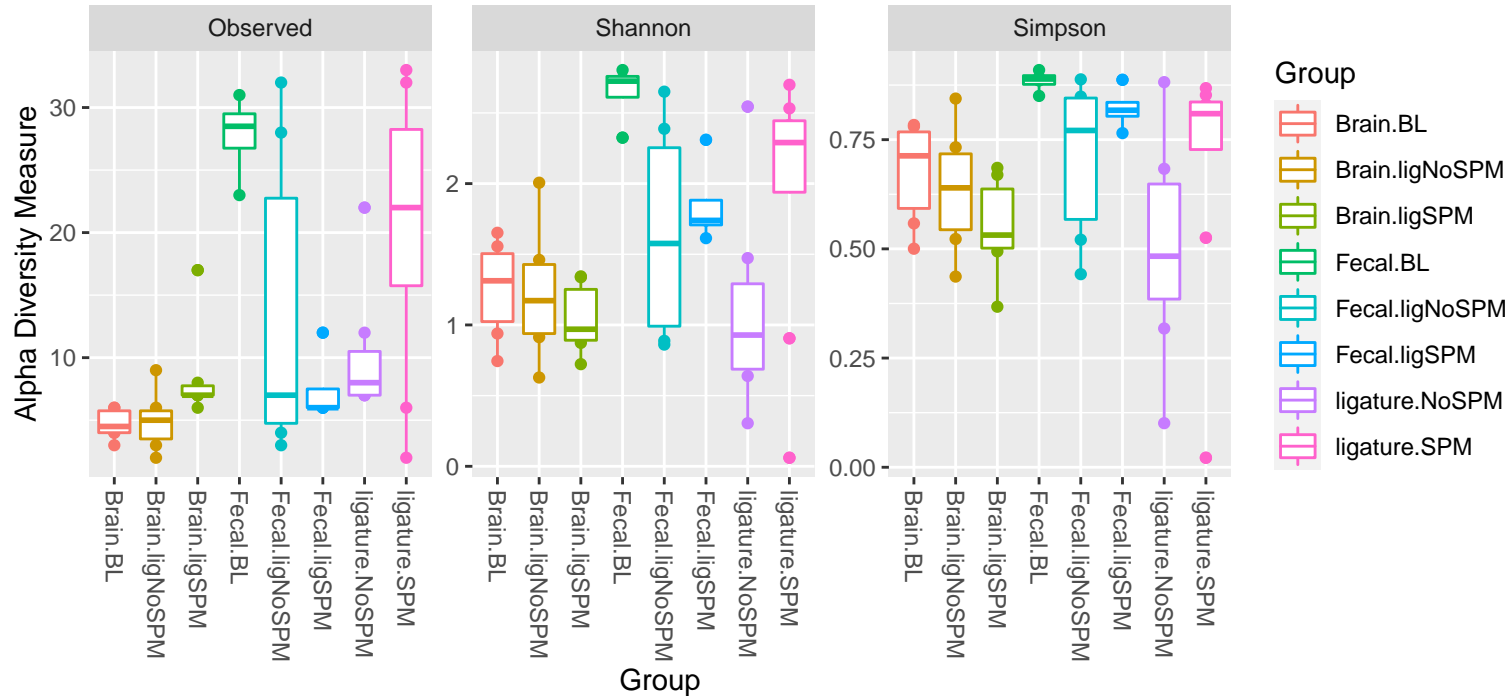 Observed
Shannon
Simpson
Alpha Diversity Measure
30
20
10
2
1
0
0.75
0.50
0.25
0.00
Brain.BL
Brain.ligNoSPM
Brain.ligSPM
Fecal.BL
Fecal.ligNoSPM
Fecal.ligSPM
ligature.NoSPM
ligature.SPM
Brain.BL
Brain.ligNoSPM
Brain.ligSPM
Fecal.BL
Fecal.ligNoSPM
Fecal.ligSPM
ligature.NoSPM
ligature.SPM
Brain.BL
Brain.ligNoSPM
Brain.ligSPM
Fecal.BL
Fecal.ligNoSPM
Fecal.ligSPM
ligature.NoSPM
ligature.SPM
Group
Group
Brain.BL
Brain.ligNoSPM
Brain.ligSPM
Fecal.BL
Fecal.ligNoSPM
Fecal.ligSPM
ligature.NoSPM
ligature.SPM